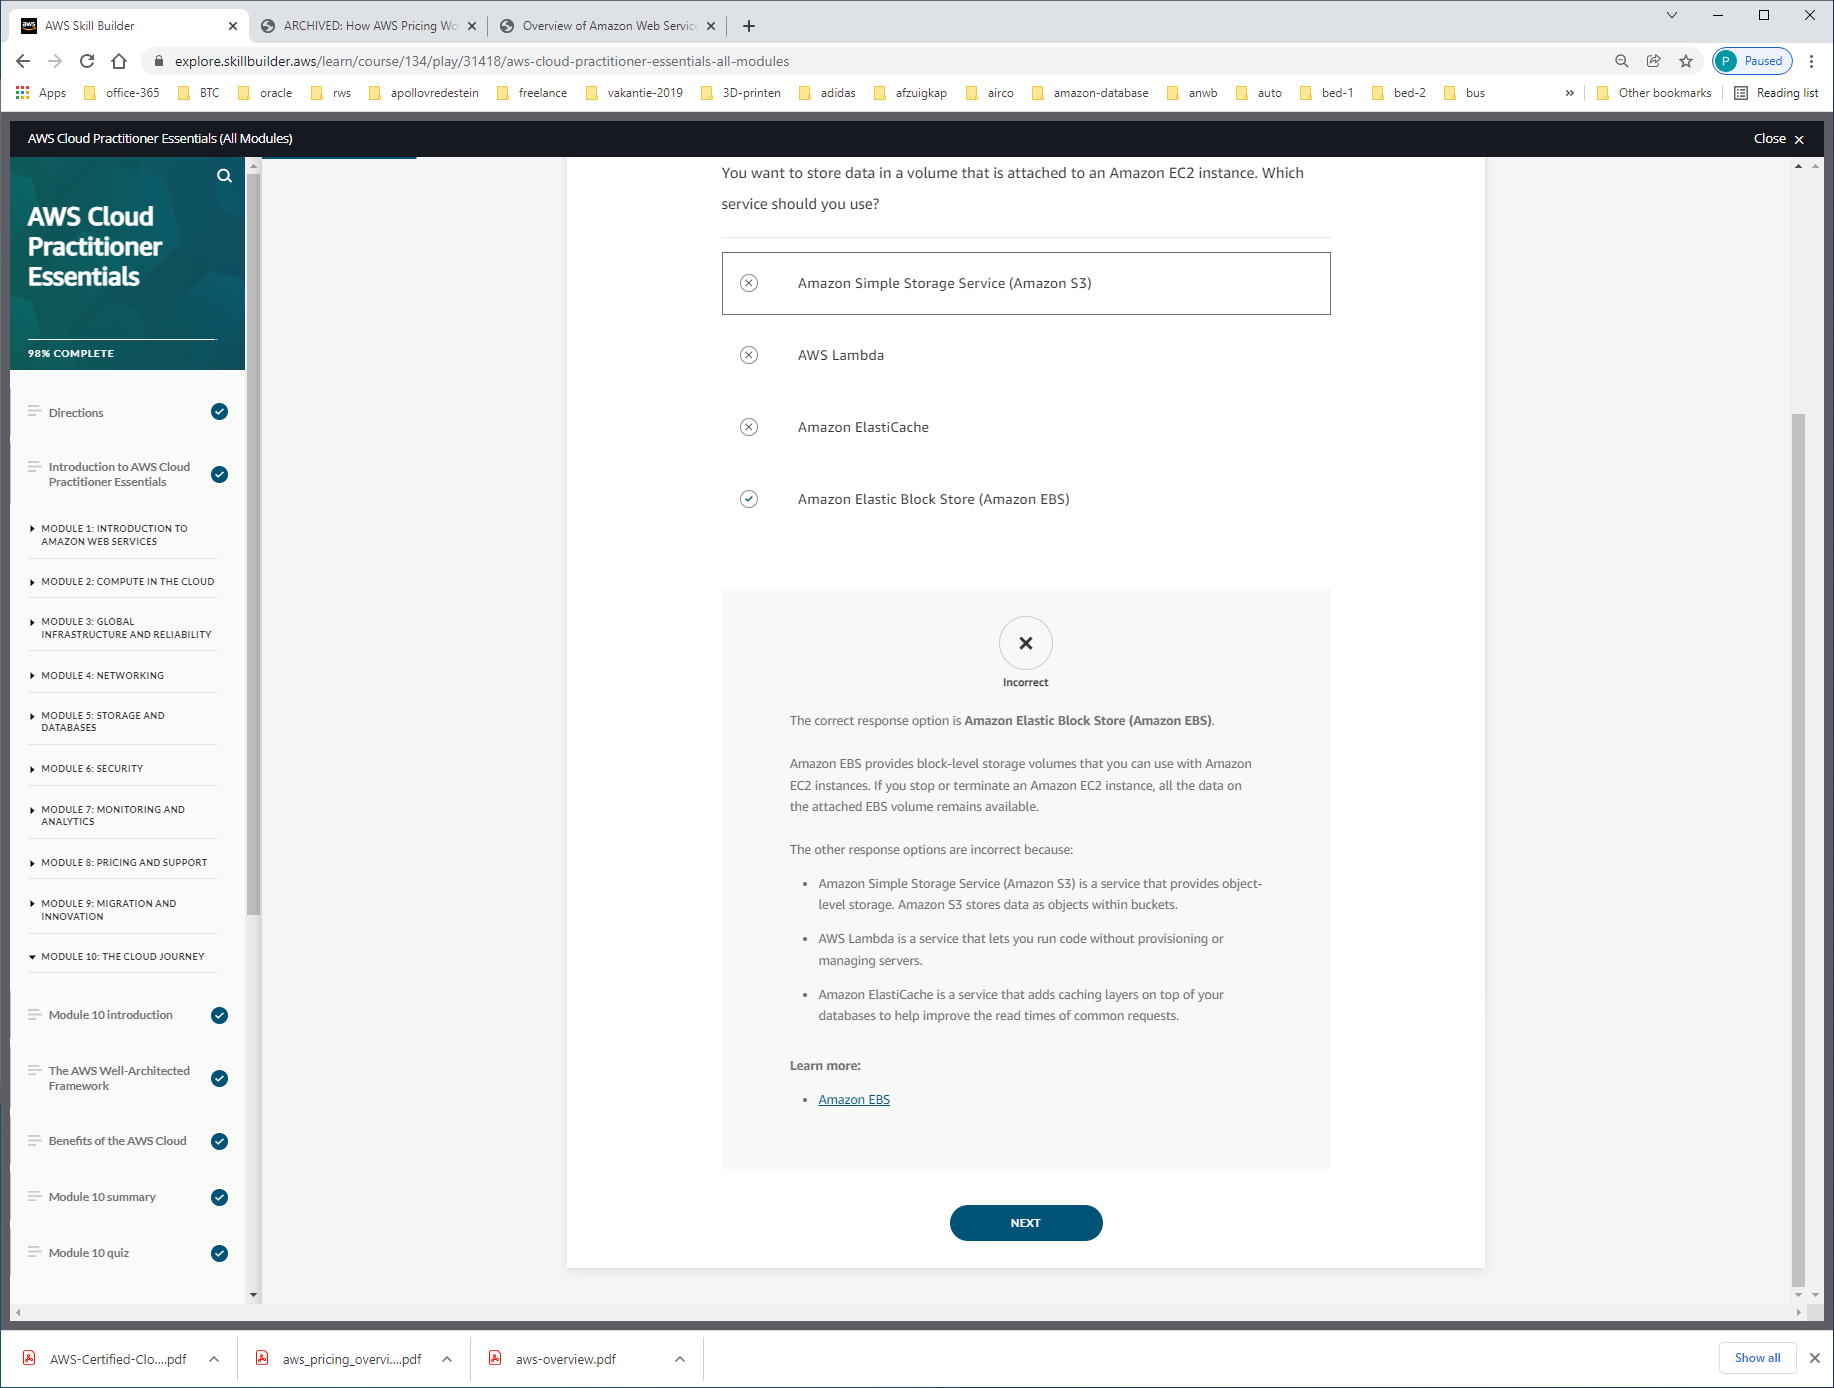 AWS Skill Builder
ARCHIVED: How AWS Pricing Wo
Overview of Amazon Web Service
explore.skillbuilder.aws/learn/course/134/play/31418/aws-cloud-practitioner-essentials-all-modules
P Paused
Apps office-365 BTC oracle rws apollovredestein freelance vakantie-2019 3D-printen adidas afzuigkap airco amazon-database anwb auto bed-1 bed-2 bus » Other bookmarks Reading list
AWS Cloud Practitioner Essentials (All Modules)
Close
AWS Cloud
Practitioner
Essentials
98% COMPLETE
Directions
Introduction to AWS Cloud
Practitioner Essentials
MODULE 1: INTRODUCTION TO
AMAZON WEB SERVICES
MODULE 2: COMPUTE IN THE CLOUD
MODULE 3: GLOBAL
INFRASTRUCTURE AND RELIABILITY
MODULE 4: NETWORKING
MODULE 5: STORAGE AND
DATABASES
MODULE 6: SECURITY
MODULE 7: MONITORING AND
ANALYTICS
MODULE 8: PRICING AND SUPPORT
MODULE 9: MIGRATION AND
INNOVATION
MODULE 10: THE CLOUD JOURNEY
Module 10 introduction
The AWS Well-Architected
Framework
Benefits of the AWS Cloud
Module 10 summary
Module 10 quiz
You want to store data in a volume that is attached to an Amazon EC2 instance. Which
service should you use?
Amazon Simple Storage Service (Amazon S3)
AWS Lambda
Amazon ElastiCache
Amazon Elastic Block Store (Amazon EBS)
Incorrect
The correct response option is Amazon Elastic Block Store (Amazon EBS).
Amazon EBS provides block-level storage volumes that you can use with Amazon
EC2 instances. If you stop or terminate an Amazon EC2 instance, all the data on
the attached EBS volume remains available.
The other response options are incorrect because:
• Amazon Simple Storage Service (Amazon S3) is a service that provides object-
level storage. Amazon S3 stores data as objects within buckets.
• AWS Lambda is a service that lets you run code without provisioning or
managing servers.
• Amazon ElastiCache is a service that adds caching layers on top of your
databases to help improve the read times of common requests.
Learn more:
• Amazon EBS
NEXT
AWS-Certified-Clo....pdf
aws_pricing_overvi....pdf
aws-overview.pdf
Show all